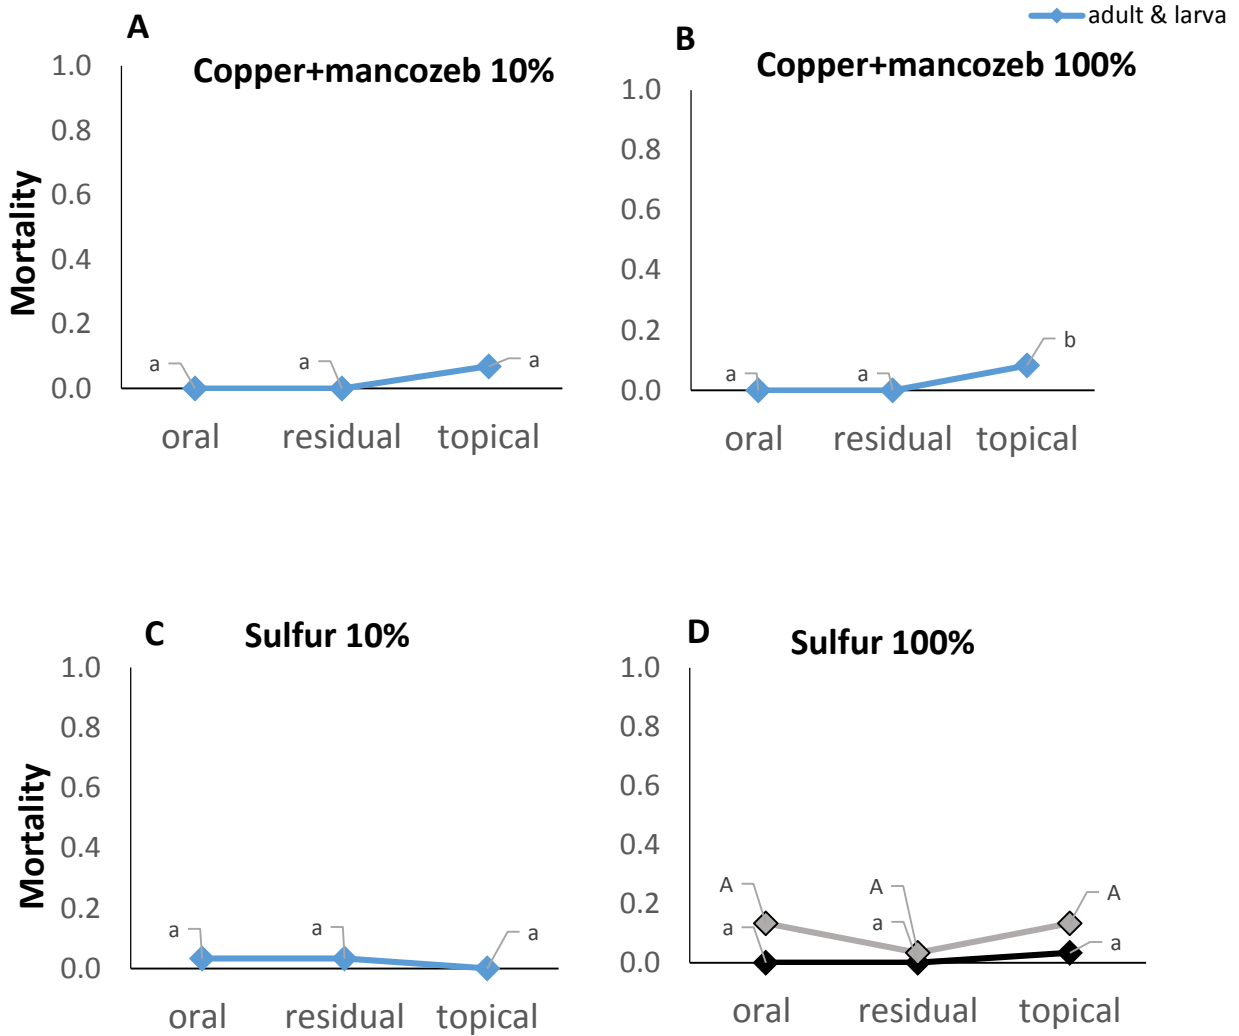 adult & larva
A
Copper+mancozeb 10%
Mortality
1.0
0.8
0.6
0.4
0.2
0.0
a
a
a
oral residual topical
B
Copper+mancozeb 100%
1.0
0.8
0.6
0.4
0.2
0.0
a
a
b
oral residual topical
C
Sulfur 10%
Mortality
1.0
0.8
0.6
0.4
0.2
0.0
a
a
a
oral residual topical
D
Sulfur 100%
1.0
0.8
0.6
0.4
0.2
0.0
A
a
A
a
A
a
oral residual topical